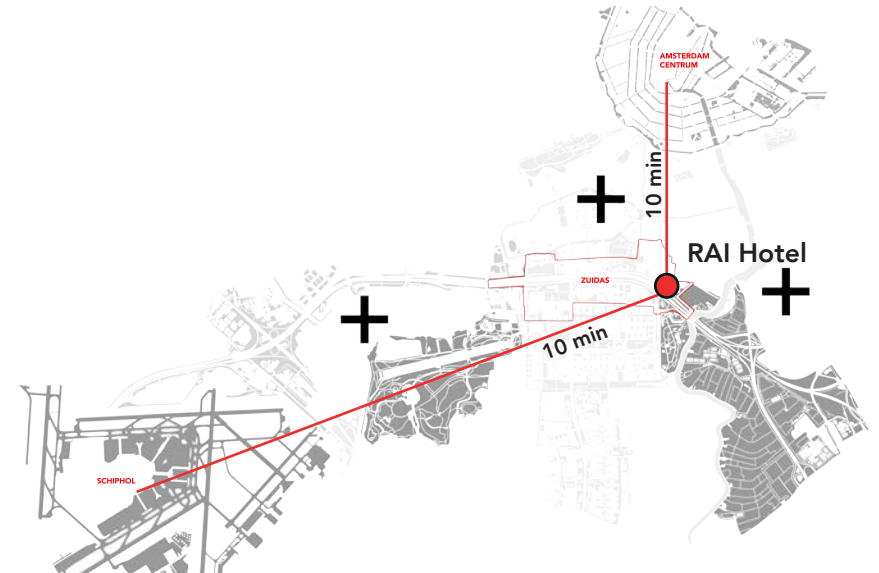 AMSTERDAM
CENTRUM
10 min
RAI Hotel
ZUIDAS
10 min
SCHIPHOL